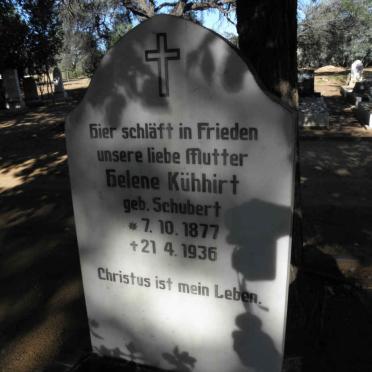 Hier schläft in Frieden
unsere liebe Mutter
Helene Kühhirt
geb. Schubert
* 7. 10. 1877
✝ 21. 4. 1936
Christus ist mein Leben.